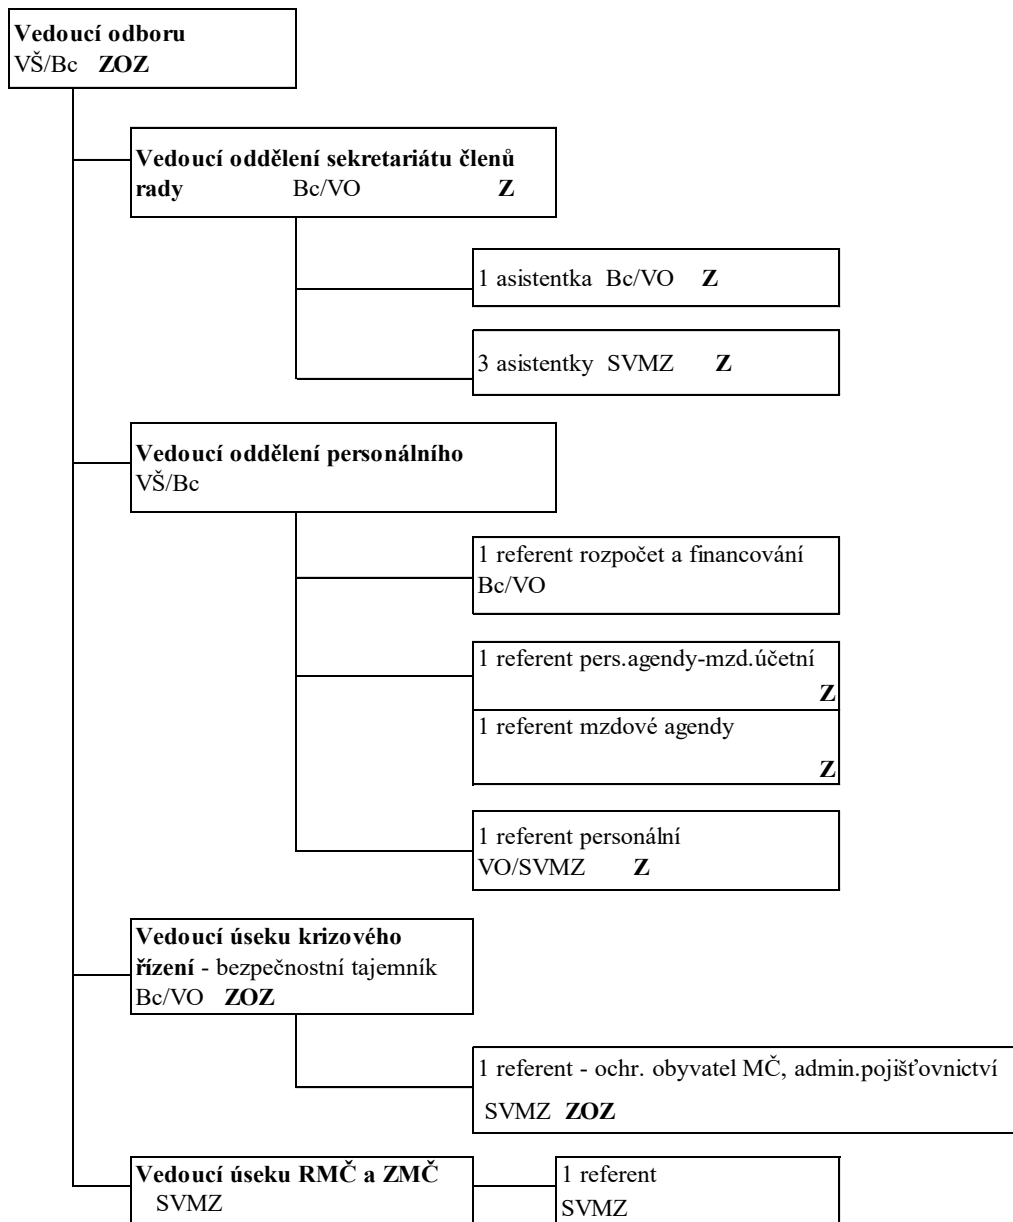 Vedoucí odboru
VŠ/Bc ZOZ
Vedoucí oddělení sekretariátu členů
rady Bc/VO Z
1 asistentka Bc/VO Z
3 asistentky SVMZ Z
Vedoucí oddělení personálního
VŠ/Bc
1 referent rozpočet a financování
Bc/VO
1 referent pers.agendy-mzd.účetní
Z
1 referent mzdové agendy
Z
1 referent personální
VO/SVMZ Z
Vedoucí úseku krizového
řízení - bezpečnostní tajemník
Bc/VO ZOZ
1 referent - ochr. obyvatel MČ, admin.pojišťovnictví
SVMZ ZOZ
Vedoucí úseku RMČ a ZMČ
SVMZ
1 referent
SVMZ